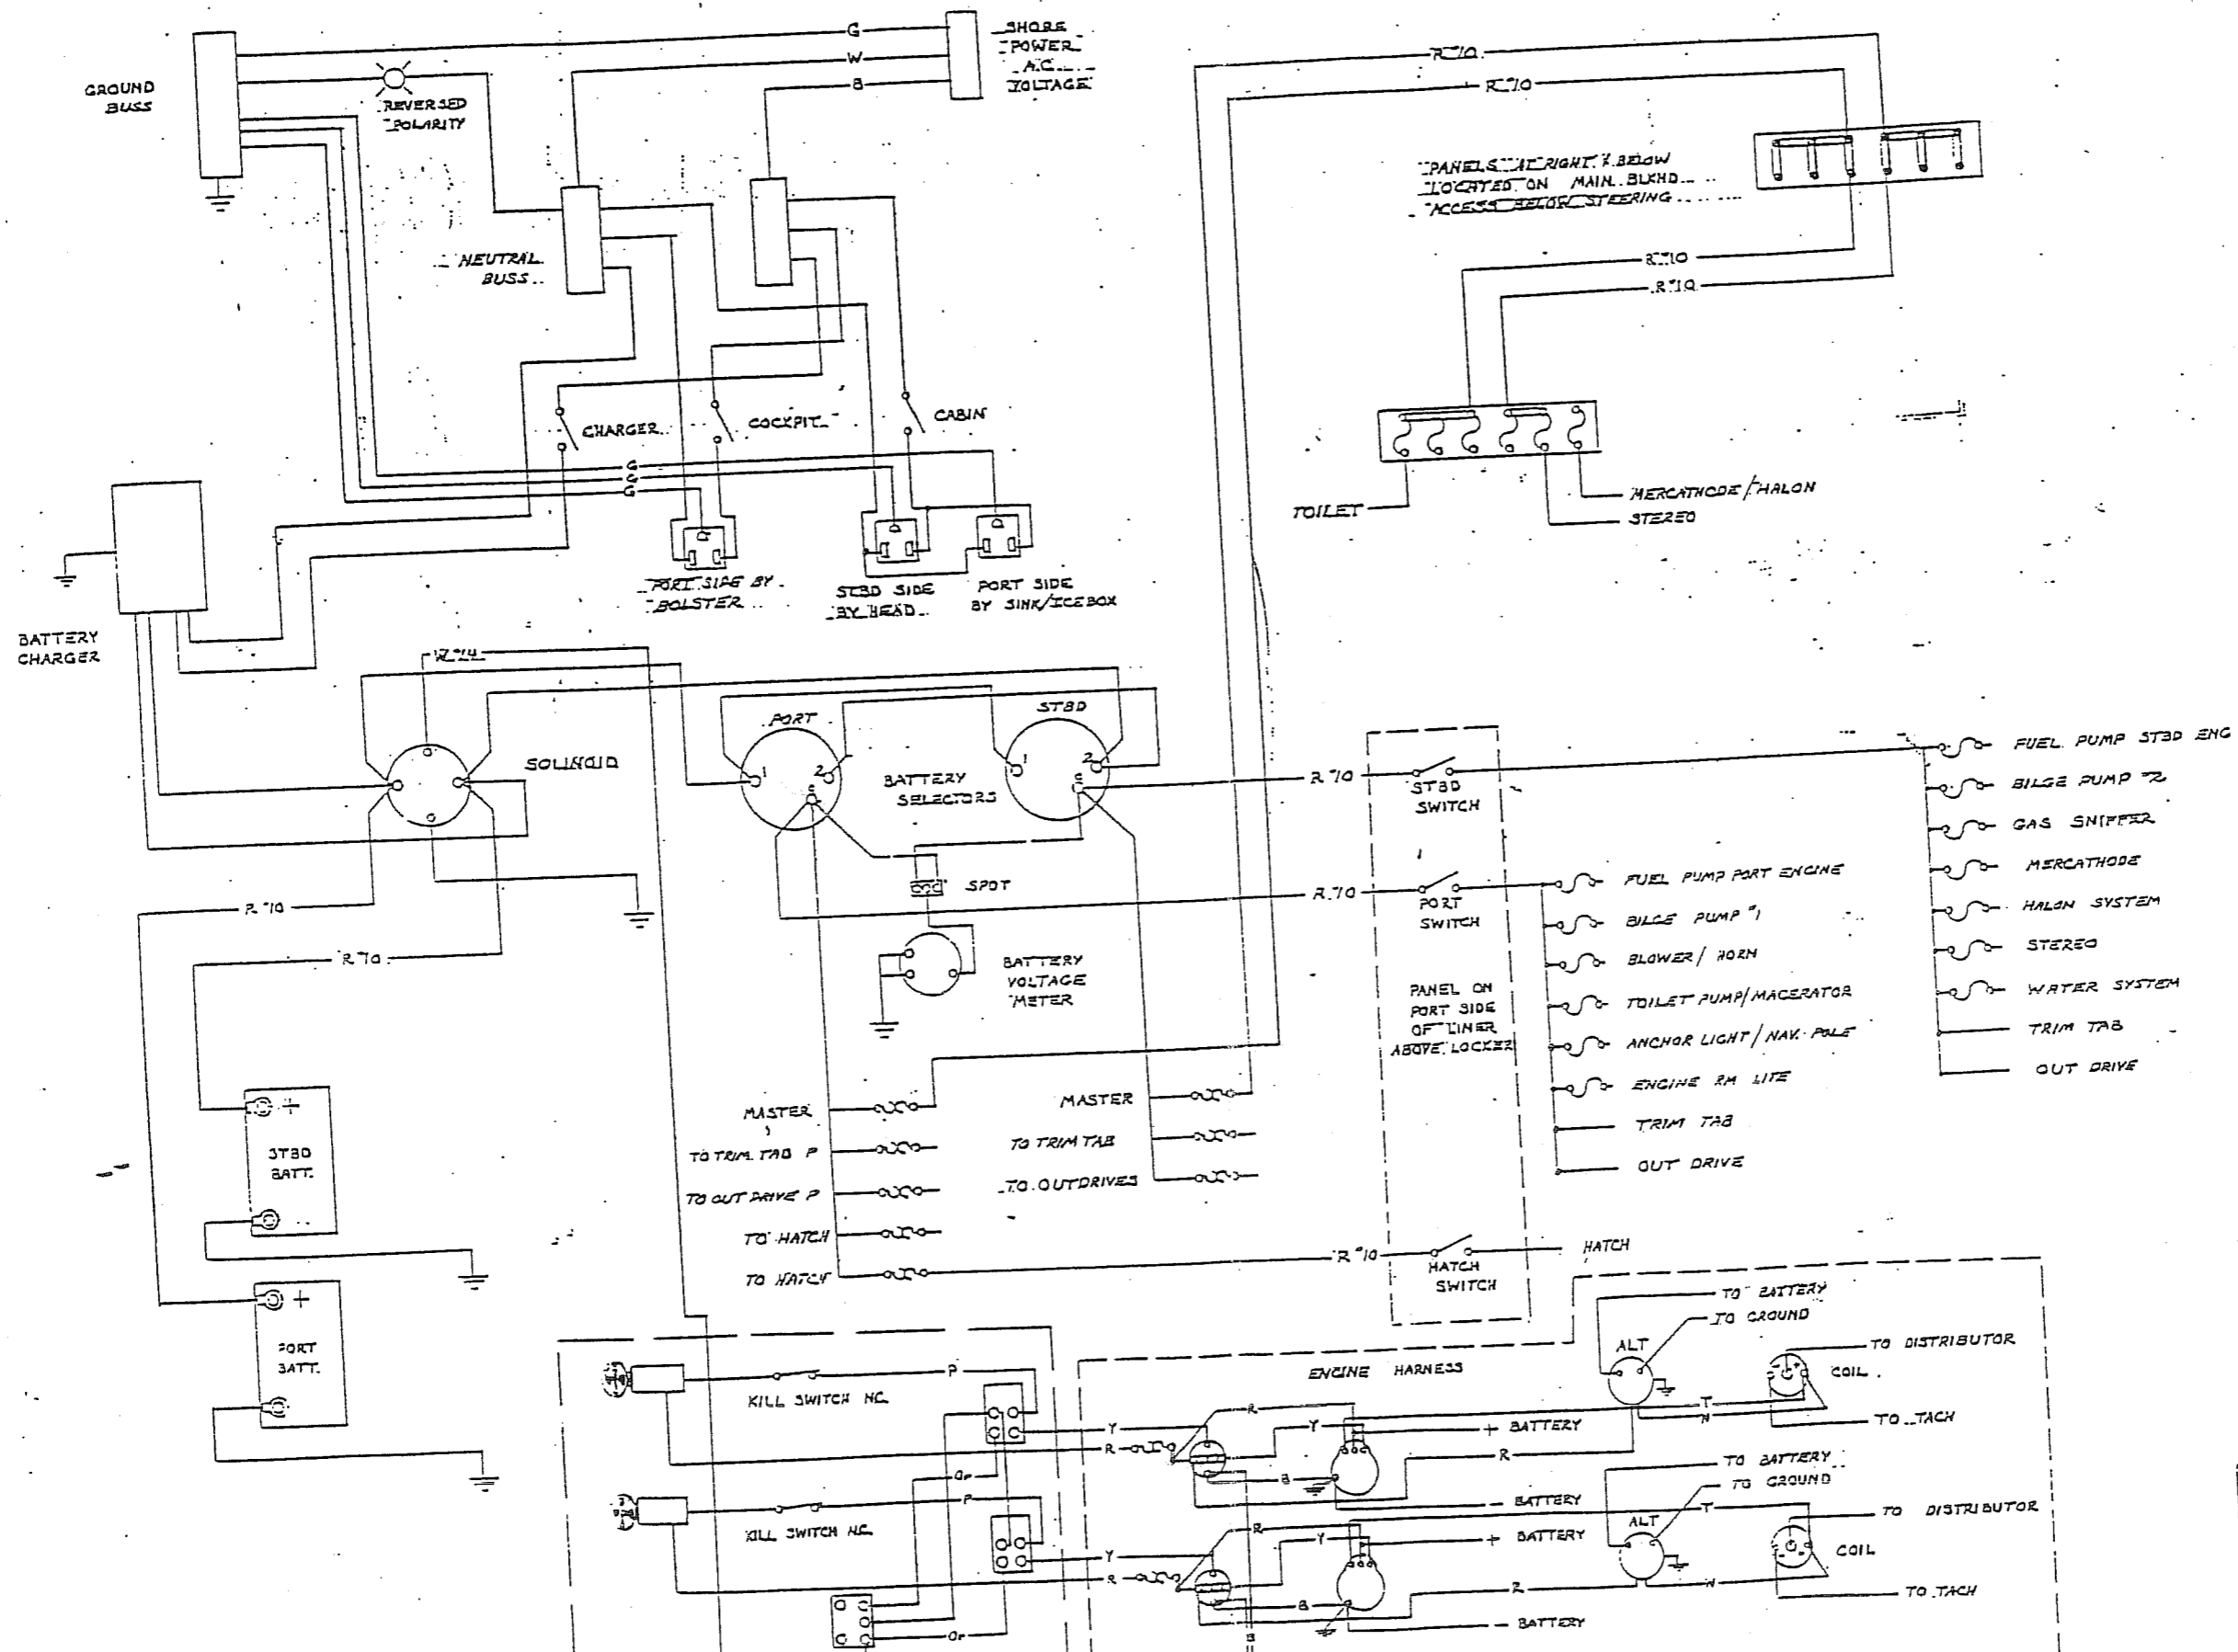 GROUND
BUSS
REVERSED
POLARITY
G
W
B
SHORE
POWER
A.C.
VOLTAGE
NEUTRAL
BUSS
R #10
R #10
PANELS AT RIGHT & BELOW
LOCATED ON MAIN BLKHD
ACCESS BELOW STEERING
R #10
R #10
CHARGER
COCKPIT
CABIN
G
G
G
TOILET
MERCATHODE/HALON
STEREO
PORT SIDE BY
BOLSTER
STBD SIDE
BY HEAD
PORT SIDE
BY SINK/ICEBOX
BATTERY
CHARGER
SOLINOID
PORT
STBD
1
2
C
1
2
C
BATTERY
SELECTORS
R #10
STBD
SWITCH
FUEL PUMP STBD ENG
BILGE PUMP #2
GAS SNIFFER
MERCATHODE
HALON SYSTEM
STEREO
WATER SYSTEM
TRIM TAB
OUT DRIVE
SPDT
R #10
PORT
SWITCH
FUEL PUMP PORT ENGINE
BILGE PUMP #1
BLOWER/ HORN
TOILET PUMP/MACERATOR
ANCHOR LIGHT/NAV. POLE
ENGINE RM LITE
TRIM TAB
OUT DRIVE
R #10
R #10
BATTERY
VOLTAGE
METER
PANEL ON
PORT SIDE
OF LINER
ABOVE LOCKER
MASTER
TO TRIM TAB P
TO OUT DRIVE P
TO HATCH
TO HATCH
MASTER
TO TRIM TAB
TO OUTDRIVES
R #10
HATCH
SWITCH
HATCH
+
STBD
BATT.
+
PORT
BATT.
KILL SWITCH N.C.
P
ENGINE HARNESS
ALT
TO BATTERY
TO GROUND
TO DISTRIBUTOR
COIL
TO TACH
Y
R
R
Y
B
+ BATTERY
T
R
- BATTERY
Or
KILL SWITCH N.C.
P
TO BATTERY
TO GROUND
ALT
TO DISTRIBUTOR
COIL
TO TACH
Y
R
R
Y
B
+ BATTERY
T
R
- BATTERY
Or
B